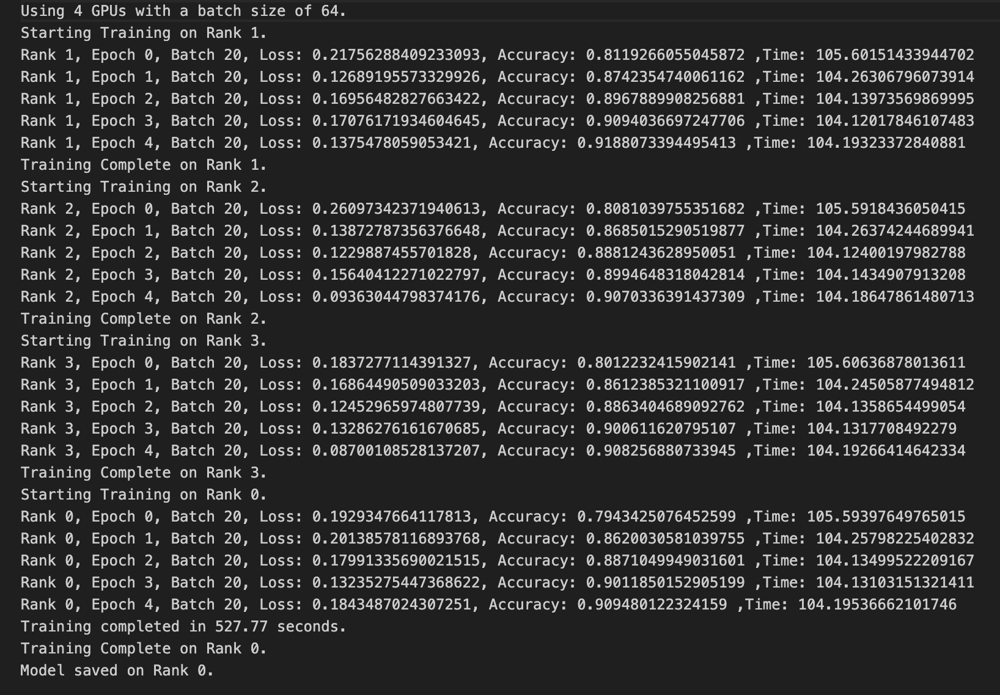 Using 4 GPUs with a batch size of 64.
Starting Training on Rank 1.
Rank 1, Epoch 0, Batch 20, Loss: 0.21756288409233093, Accuracy: 0.8119266055045872 ,Time: 105.60151433944702
Rank 1, Epoch 1, Batch 20, Loss: 0.12689195573329926, Accuracy: 0.8742354740061162 ,Time: 104.26306796073914
Rank 1, Epoch 2, Batch 20, Loss: 0.16956482827663422, Accuracy: 0.8967889908256881 ,Time: 104.13973569869995
Rank 1, Epoch 3, Batch 20, Loss: 0.17076171934604645, Accuracy: 0.9094036697247706 ,Time: 104.12017846107483
Rank 1, Epoch 4, Batch 20, Loss: 0.1375478059053421, Accuracy: 0.9188073394495413 ,Time: 104.19323372840881
Training Complete on Rank 1.
Starting Training on Rank 2.
Rank 2, Epoch 0, Batch 20, Loss: 0.26097342371940613, Accuracy: 0.8081039755351682 ,Time: 105.5918436050415
Rank 2, Epoch 1, Batch 20, Loss: 0.13872787356376648, Accuracy: 0.8685015290519877 ,Time: 104.26374244689941
Rank 2, Epoch 2, Batch 20, Loss: 0.1229887455701828, Accuracy: 0.8881243628950051 ,Time: 104.12400197982788
Rank 2, Epoch 3, Batch 20, Loss: 0.15640412271022797, Accuracy: 0.8994648318042814 ,Time: 104.1434907913208
Rank 2, Epoch 4, Batch 20, Loss: 0.09363044798374176, Accuracy: 0.9070336391437309 ,Time: 104.18647861480713
Training Complete on Rank 2.
Starting Training on Rank 3.
Rank 3, Epoch 0, Batch 20, Loss: 0.1837277114391327, Accuracy: 0.8012232415902141 ,Time: 105.60636878013611
Rank 3, Epoch 1, Batch 20, Loss: 0.16864490509033203, Accuracy: 0.8612385321100917 ,Time: 104.24505877494812
Rank 3, Epoch 2, Batch 20, Loss: 0.12452965974807739, Accuracy: 0.8863404689092762 ,Time: 104.1358654499054
Rank 3, Epoch 3, Batch 20, Loss: 0.13286276161670685, Accuracy: 0.900611620795107 ,Time: 104.1317708492279
Rank 3, Epoch 4, Batch 20, Loss: 0.08700108528137207, Accuracy: 0.908256880733945 ,Time: 104.19266414642334
Training Complete on Rank 3.
Starting Training on Rank 0.
Rank 0, Epoch 0, Batch 20, Loss: 0.1929347664117813, Accuracy: 0.7943425076452599 ,Time: 105.59397649765015
Rank 0, Epoch 1, Batch 20, Loss: 0.20138578116893768, Accuracy: 0.8620030581039755 ,Time: 104.25798225402832
Rank 0, Epoch 2, Batch 20, Loss: 0.17991335690021515, Accuracy: 0.8871049949031601 ,Time: 104.13499522209167
Rank 0, Epoch 3, Batch 20, Loss: 0.13235275447368622, Accuracy: 0.9011850152905199 ,Time: 104.13103151321411
Rank 0, Epoch 4, Batch 20, Loss: 0.1843487024307251, Accuracy: 0.909480122324159 ,Time: 104.19536662101746
Training completed in 527.77 seconds.
Training Complete on Rank 0.
Model saved on Rank 0.